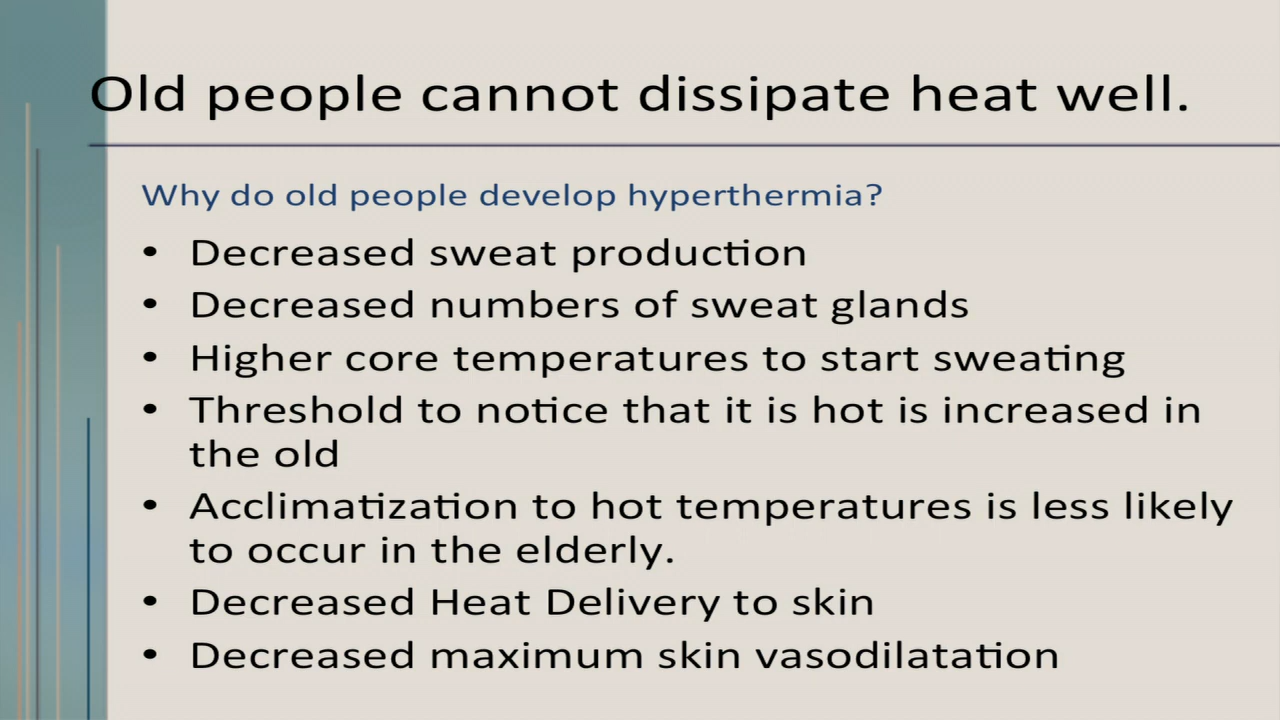 Old people cannot dissipate heat well.
Why do old people develop hyperthermia?
• Decreased sweat production
• Decreased numbers of sweat glands
• Higher core temperatures to start sweating
• Threshold to notice that it is hot is increased in
the old
• Acclimatization to hot temperatures is less likely
to occur in the elderly.
• Decreased Heat Delivery to skin
• Decreased maximum skin vasodilatation